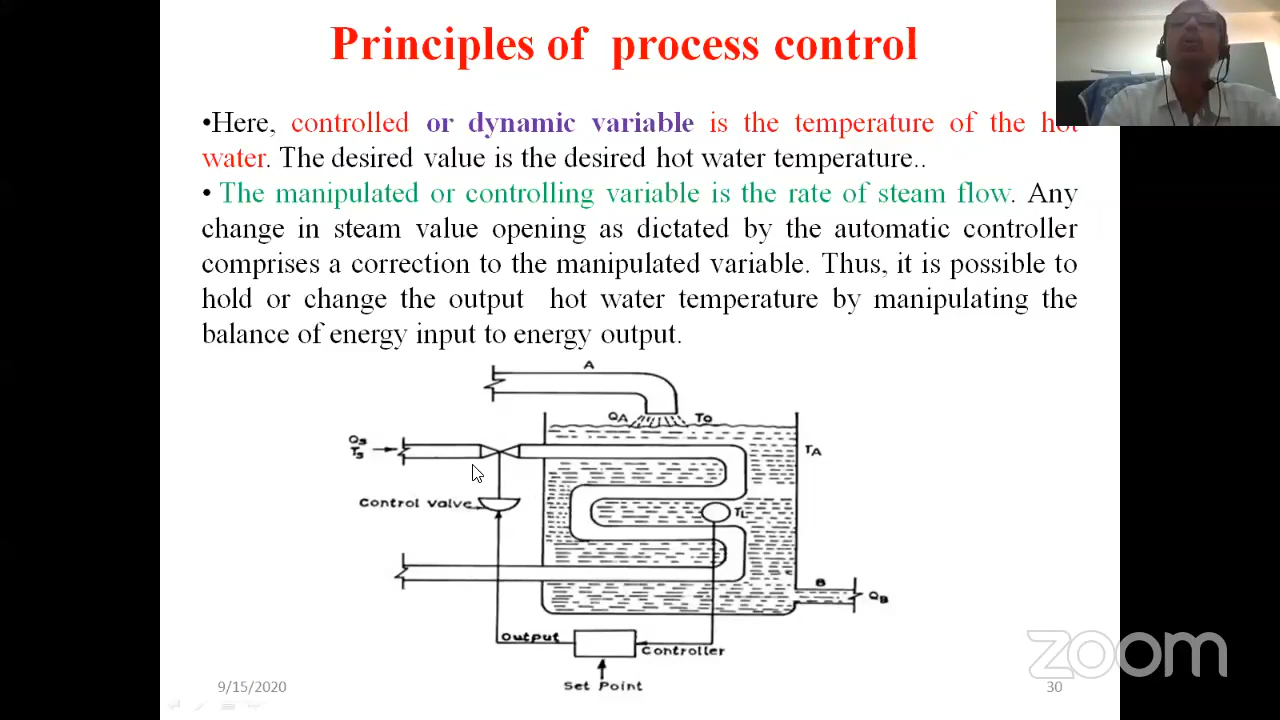 Principles of process control
•Here, controlled or dynamic variable is the temperature of the hot
water. The desired value is the desired hot water temperature..
• The manipulated or controlling variable is the rate of steam flow. Any
change in steam value opening as dictated by the automatic controller
comprises a correction to the manipulated variable. Thus, it is possible to
hold or change the output hot water temperature by manipulating the
balance of energy input to energy output.
A
QA TO
QS
TS
TA
Control valve
TL
B
QB
Output
Controller
Set Point
zoom
9/15/2020
30